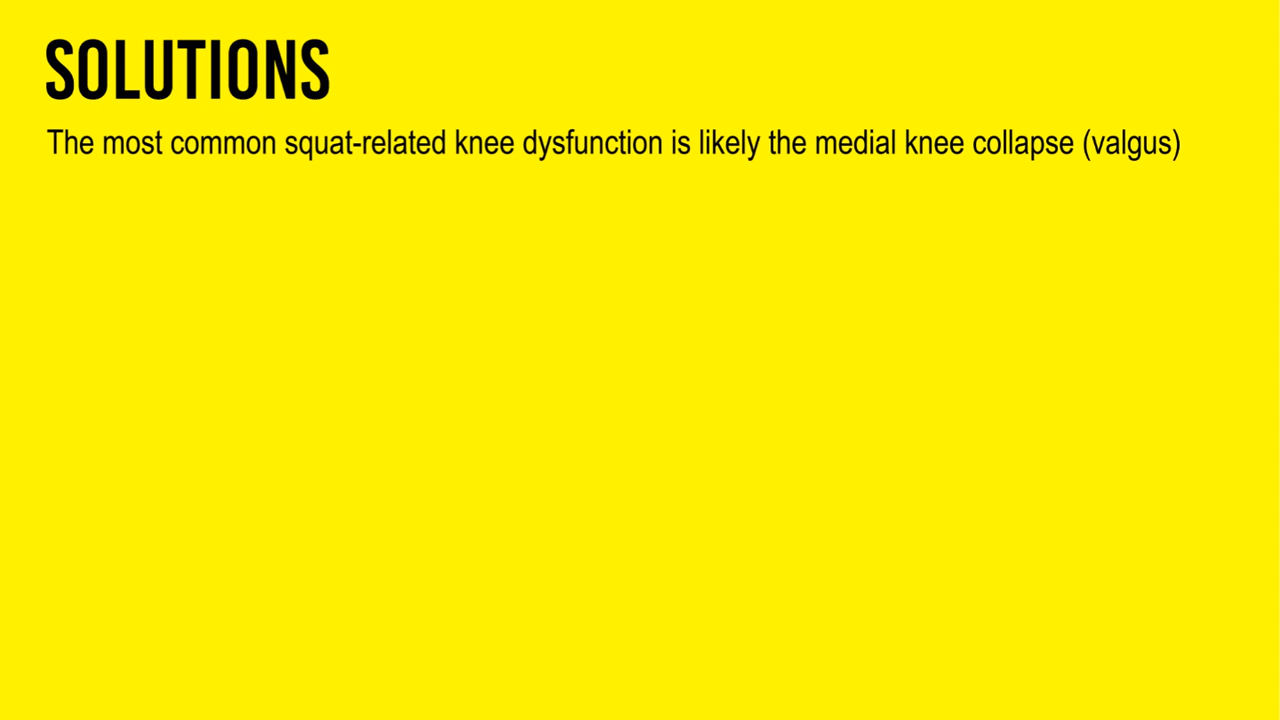 SOLUTIONS
The most common squat-related knee dysfunction is likely the medial knee collapse (valgus)